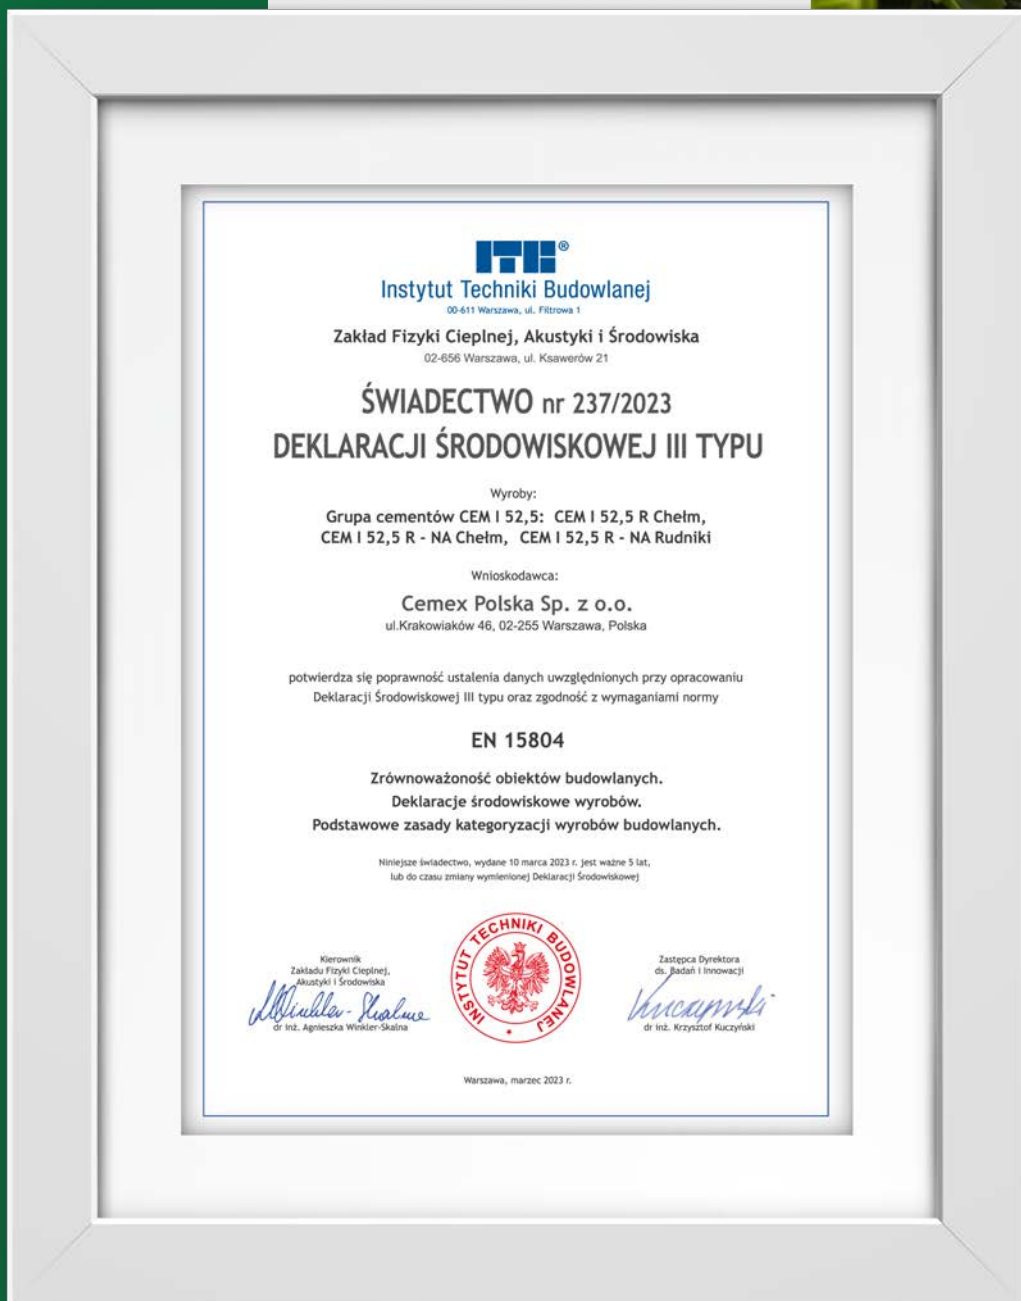 ITB®
Instytut Techniki Budowlanej
00-611 Warszawa, ul. Filtrowa 1
Zakład Fizyki Cieplnej, Akustyki i Środowiska
02-656 Warszawa, ul. Ksawerów 21
ŚWIADECTWO nr 237/2023
DEKLARACJI ŚRODOWISKOWEJ III TYPU
Wyroby:
Grupa cementów CEM I 52,5: CEM I 52,5 R Chełm,
CEM I 52,5 R - NA Chełm, CEM I 52,5 R - NA Rudniki
Wnioskodawca:
Cemex Polska Sp. z o.o.
ul.Krakowiaków 46, 02-255 Warszawa, Polska
potwierdza się poprawność ustalenia danych uwzględnionych przy opracowaniu
Deklaracji Środowiskowej III typu oraz zgodność z wymaganiami normy
EN 15804
Zrównoważoność obiektów budowlanych.
Deklaracje środowiskowe wyrobów.
Podstawowe zasady kategoryzacji wyrobów budowlanych.
Niniejsze świadectwo, wydane 10 marca 2023 r. jest ważne 5 lat,
lub do czasu zmiany wymienionej Deklaracji Środowiskowej
Kierownik
Zakładu Fizyki Cieplnej,
Akustyki i Środowiska
dr inż. Agnieszka Winkler-Skalna
INSTYTUT TECHNIKI BUDOWLANEJ
Zastępca Dyrektora
ds. Badań i Innowacji
dr inż. Krzysztof Kuczyński
Warszawa, marzec 2023 r.